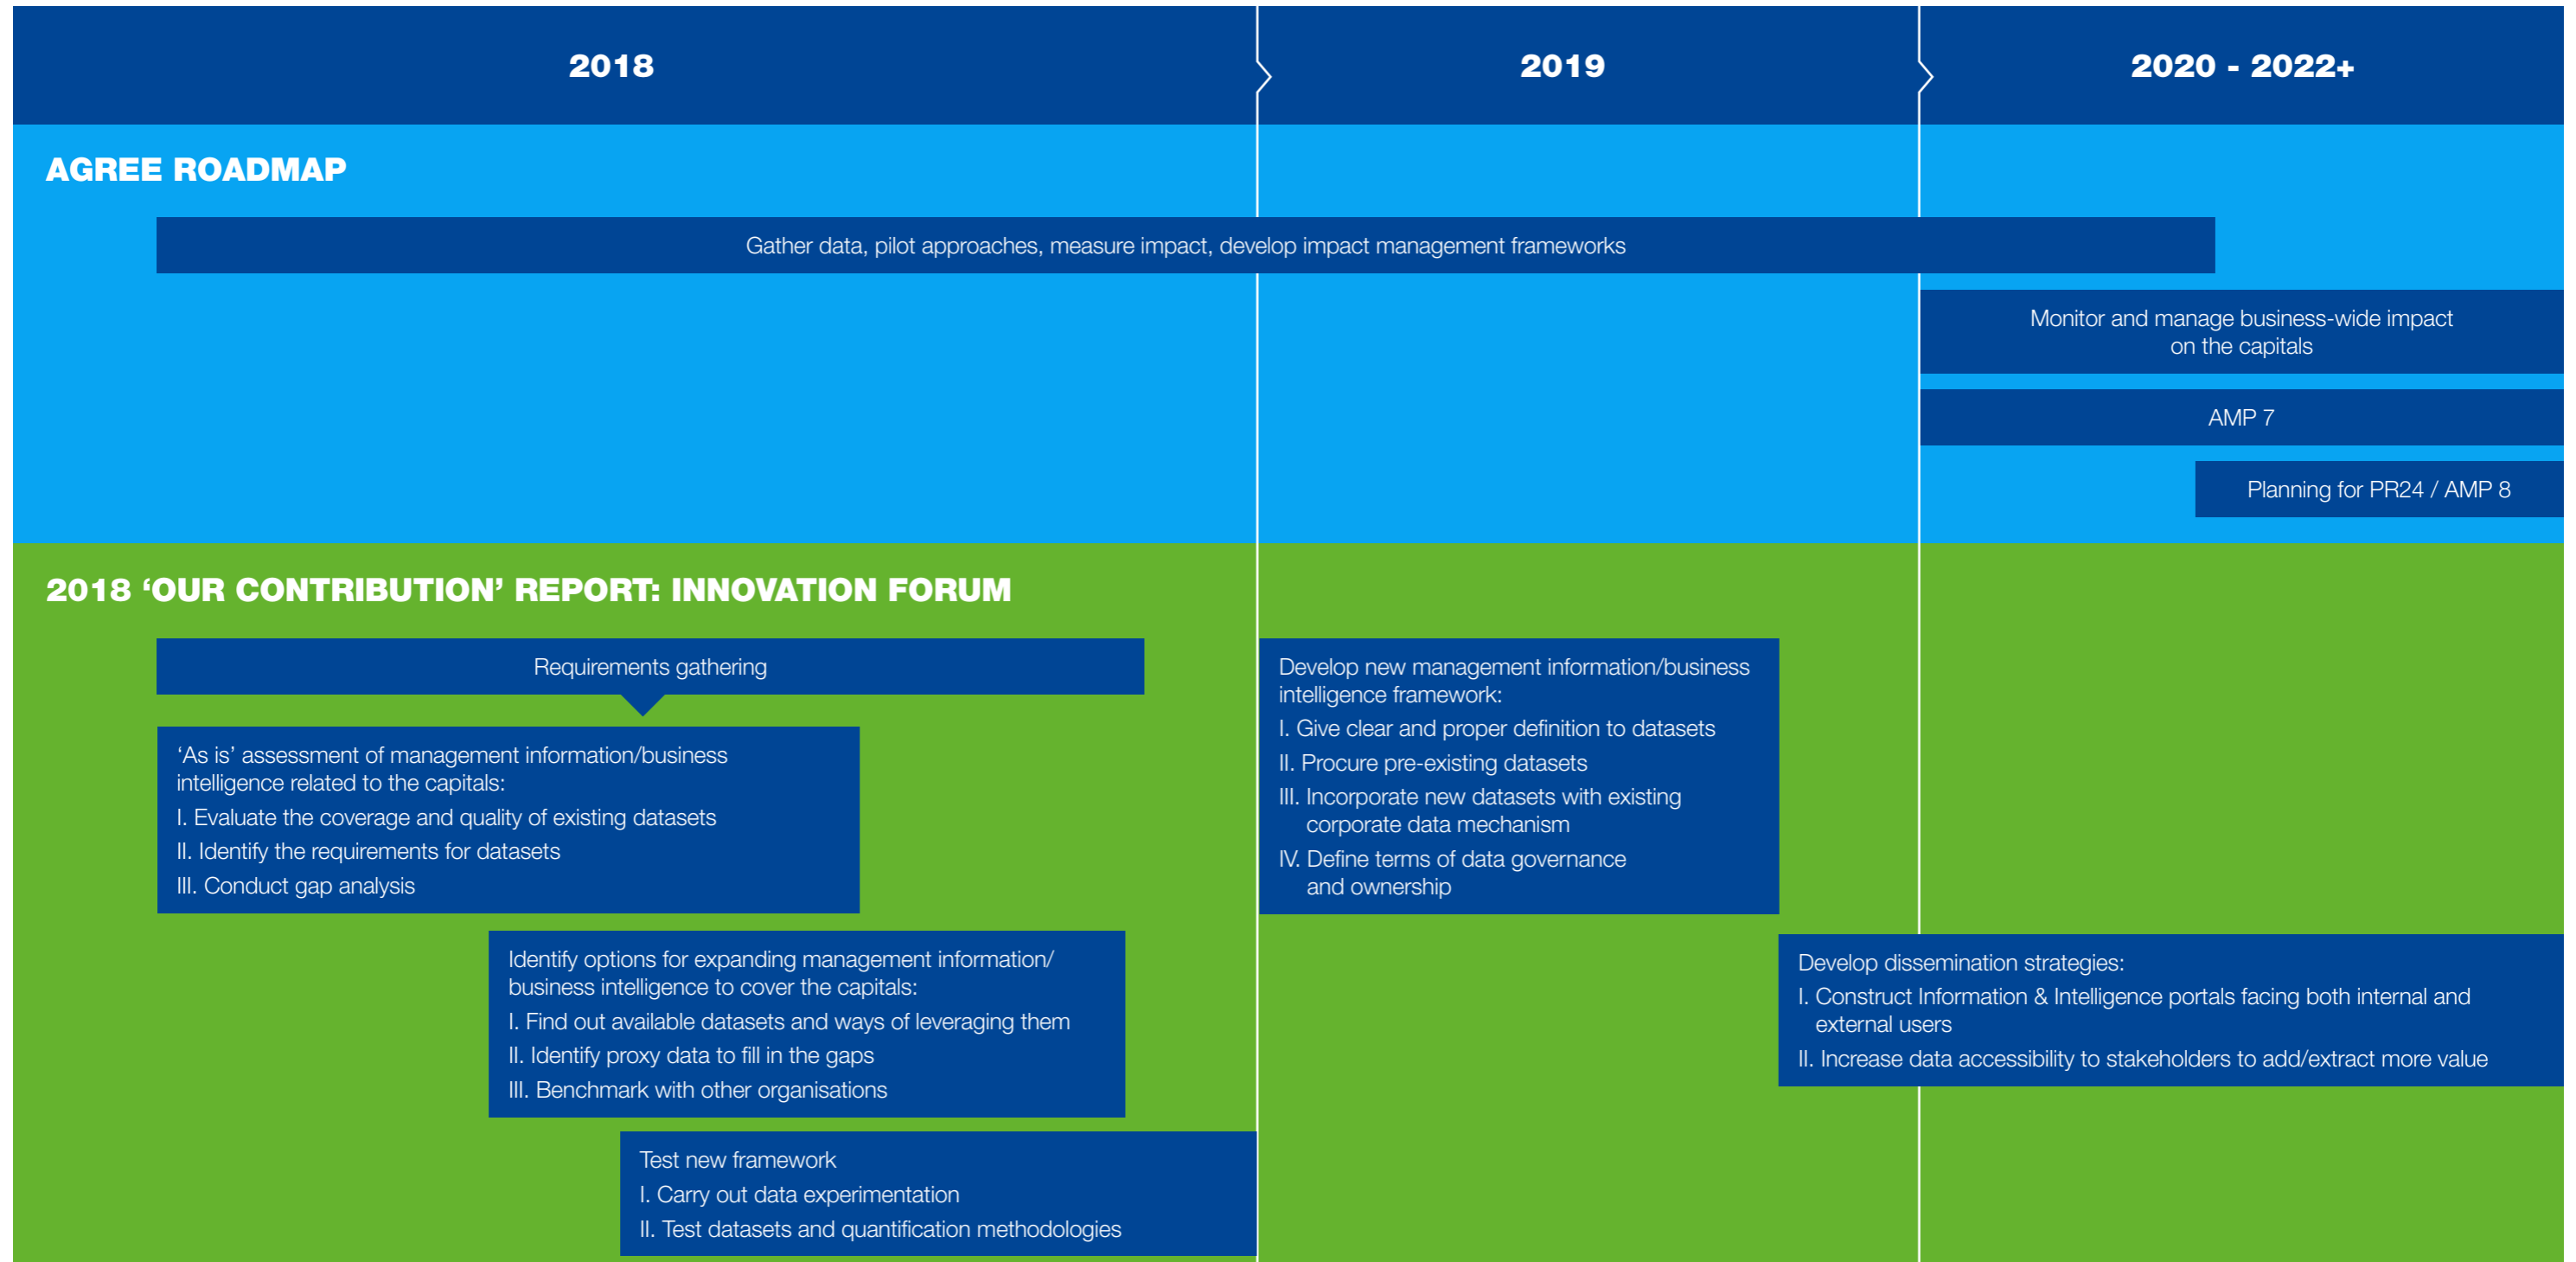 2018
2019
2020 - 2022+
AGREE ROADMAP
Gather data, pilot approaches, measure impact, develop impact management frameworks
Monitor and manage business-wide impact
on the capitals
AMP 7
Planning for PR24 / AMP 8
2018 ‘OUR CONTRIBUTION’ REPORT: INNOVATION FORUM
Requirements gathering
‘As is’ assessment of management information/business
intelligence related to the capitals:
I. Evaluate the coverage and quality of existing datasets
II. Identify the requirements for datasets
III. Conduct gap analysis
Identify options for expanding management information/
business intelligence to cover the capitals:
I. Find out available datasets and ways of leveraging them
II. Identify proxy data to fill in the gaps
III. Benchmark with other organisations
Test new framework
I. Carry out data experimentation
II. Test datasets and quantification methodologies
Develop new management information/business
intelligence framework:
I. Give clear and proper definition to datasets
II. Procure pre-existing datasets
III. Incorporate new datasets with existing
corporate data mechanism
IV. Define terms of data governance
and ownership
Develop dissemination strategies:
I. Construct Information & Intelligence portals facing both internal and
external users
II. Increase data accessibility to stakeholders to add/extract more value